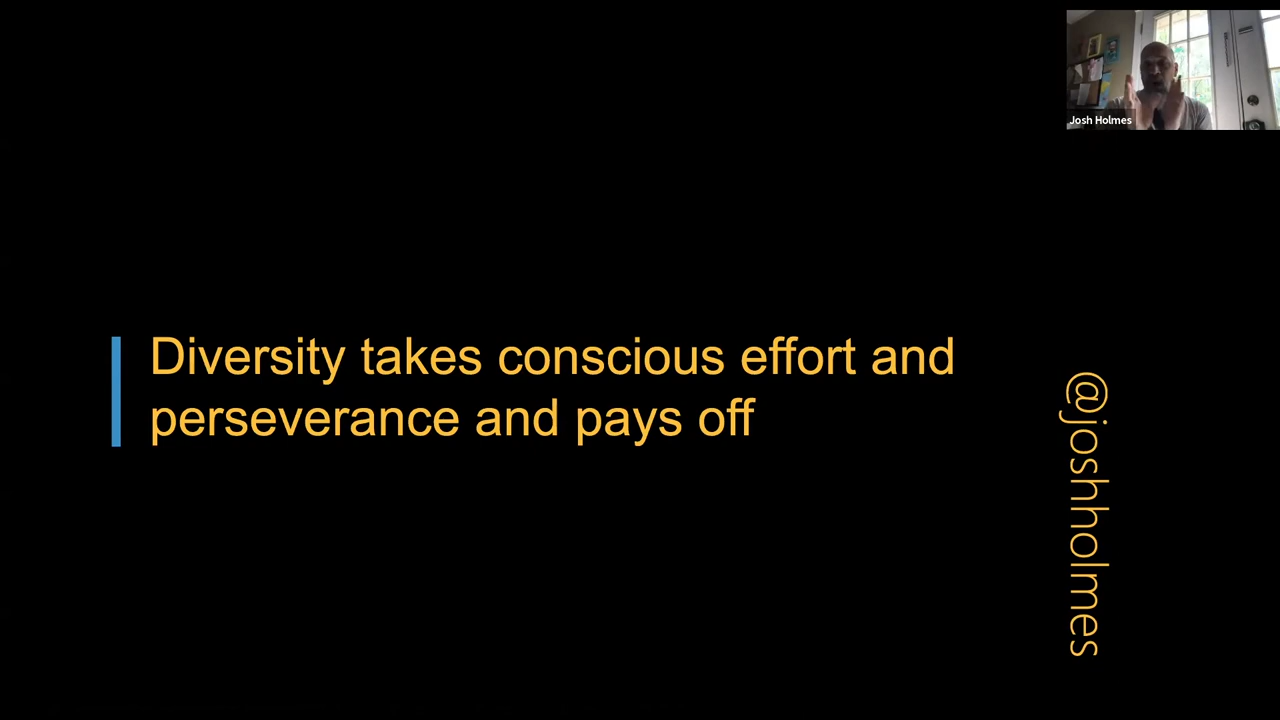 Josh Holmes
Diversity takes conscious effort and
perseverance and pays off
@joshholmes